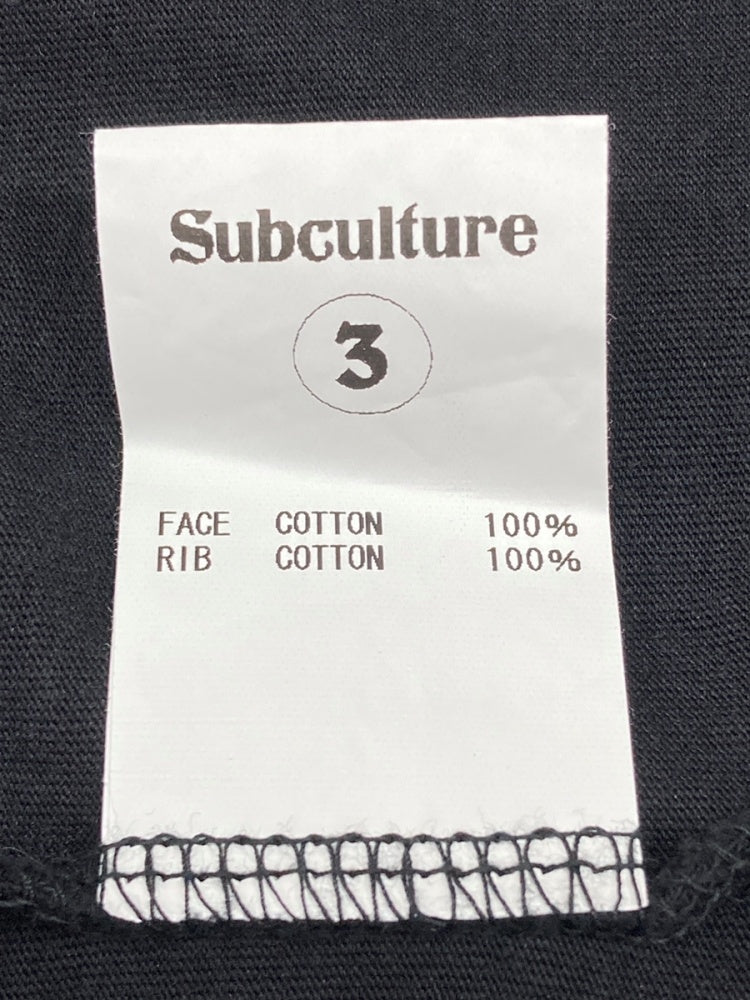 Subculture
3
FACE COTTON 100%
RIB COTTON 100%